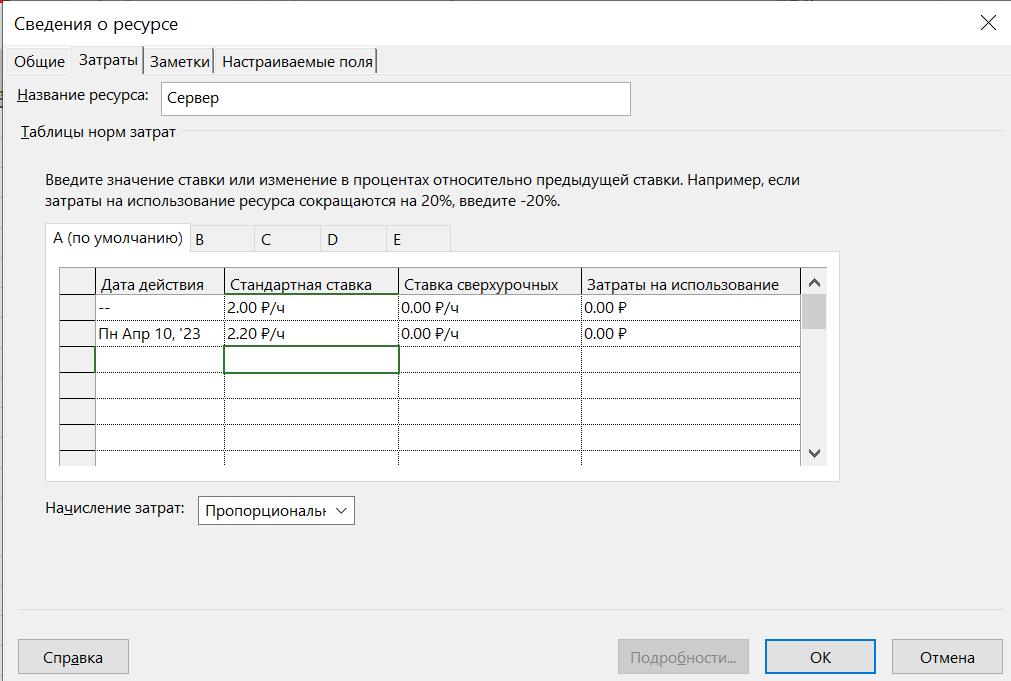 Сведения о ресурсе
Общие Затраты Заметки Настраиваемые поля
Название ресурса: Сервер
Таблицы норм затрат
Введите значение ставки или изменение в процентах относительно предыдущей ставки. Например, если
затраты на использование ресурса сокращаются на 20%, введите -20%.
A (по умолчанию) B C D E
Дата действия Стандартная ставка Ставка сверхурочных Затраты на использование
-- 2.00 ₽/ч 0.00 ₽/ч 0.00 ₽
Пн Апр 10, '23 2.20 ₽/ч 0.00 ₽/ч 0.00 ₽
Начисление затрат: Пропорциональн
Справка Подробности... ОК Отмена